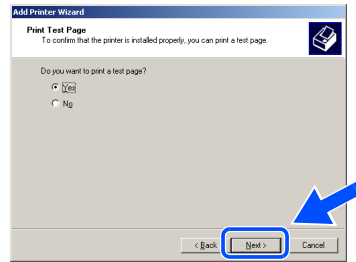 Add Printer Wizard
Print Test Page
To confirm that the printer is installed properly, you can print a test page.
Do you want to print a test page?
Yes
No
< Back
Next >
Cancel